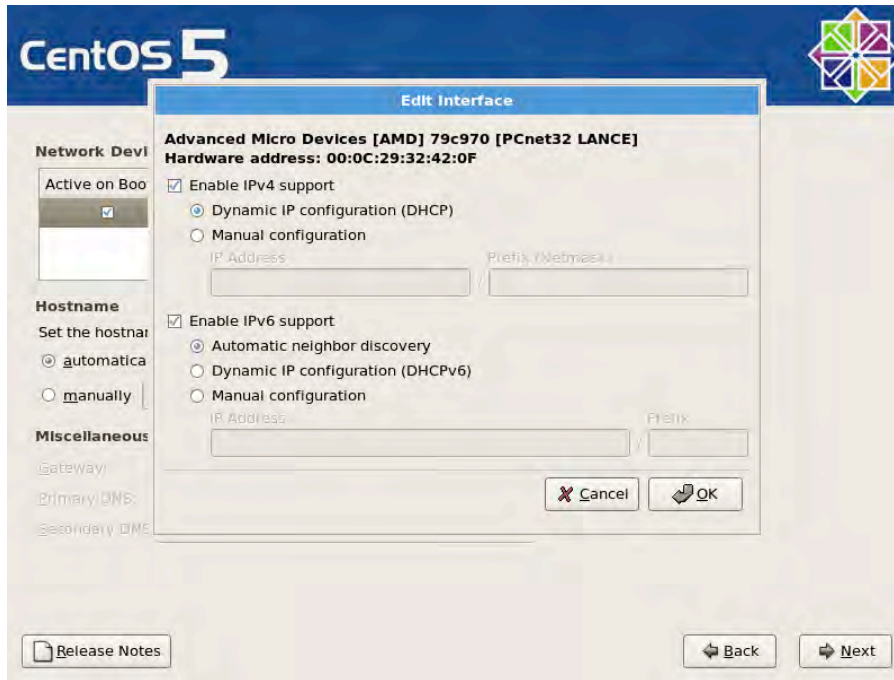 CentOS 5
Edit Interface
Network Devi
Active on Boo
Advanced Micro Devices [AMD] 79c970 [PCnet32 LANCE]
Hardware address: 00:0C:29:32:42:0F
Enable IPv4 support
Dynamic IP configuration (DHCP)
Manual configuration
IP Address Prefix (Netmask)
/
Hostname
Set the hostnar
automatica
manually
Enable IPv6 support
Automatic neighbor discovery
Dynamic IP configuration (DHCPv6)
Manual configuration
IP Address Prefix
/
Miscellaneous
Gateway:
Primary DNS:
Secondary DNS
Cancel OK
Release Notes Back Next